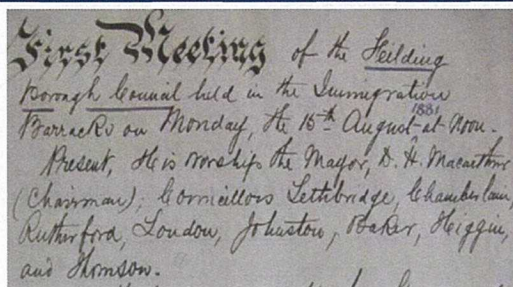 First Meeting of the Feilding
Borough Council held in the Immigration
Barracks on Monday, the 15th August 1881 at Noon.
Present, His Worship the Mayor, D. H. Macarthur
(Chairman); Councillors Lethbridge, Chamberlain,
Rutherford, London, Johnston, Baker, Higgin,
and Thomson.